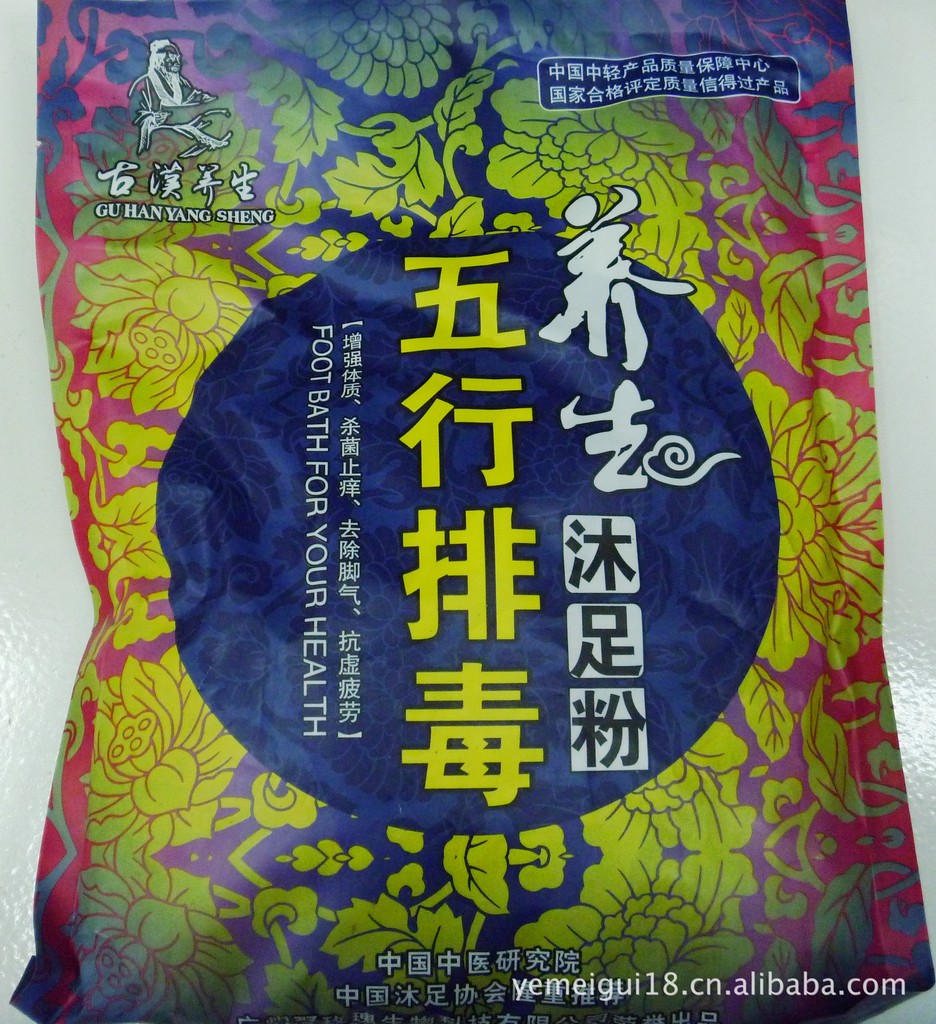 古漢养生
GU HAN YANG SHENG
中国中轻产品质量保障中心
国家合格评定质量信得过产品
养生
沐足粉
五行排毒
【增强体质、杀菌止痒、去除脚气、抗虚疲劳】
FOOT BATH FOR YOUR HEALTH
中国中医研究院
中国沐足协会隆重推荐
yemeigui18.cn.alibaba.com